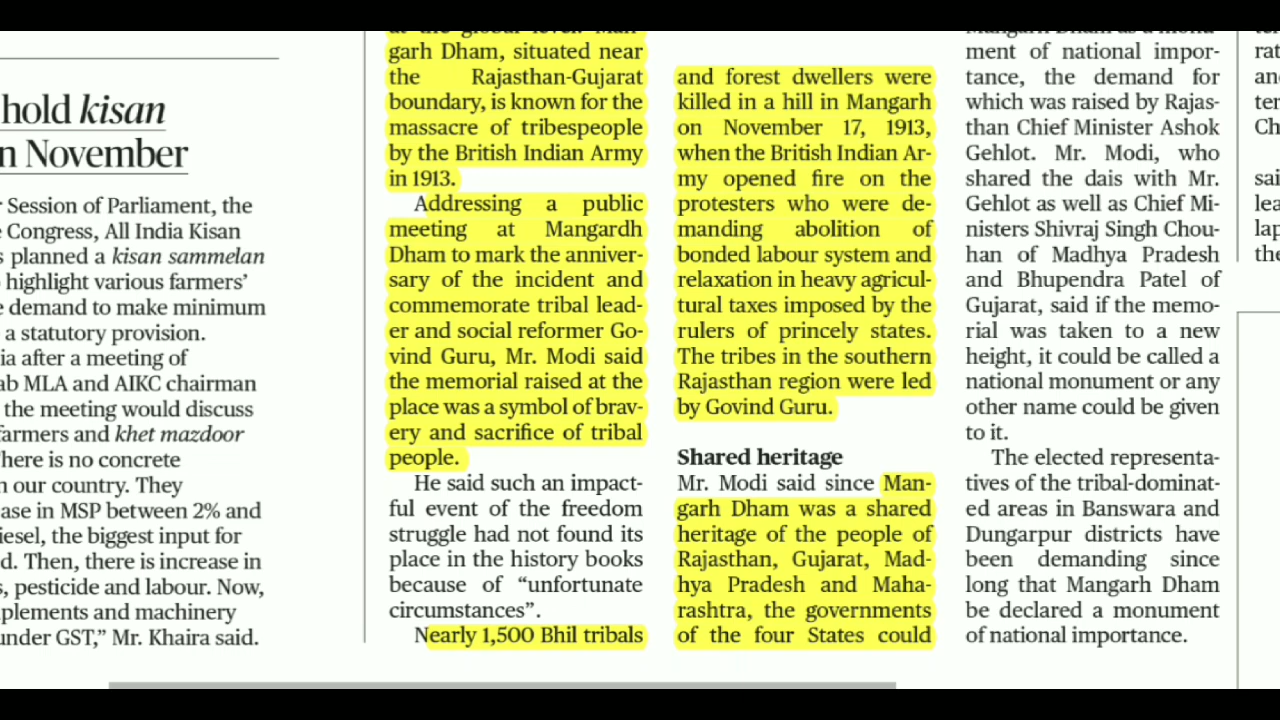 hold kisan
n November
r Session of Parliament, the
e Congress, All India Kisan
s planned a kisan sammelan
highlight various farmers’
e demand to make minimum
a statutory provision.
ia after a meeting of
ab MLA and AIKC chairman
the meeting would discuss
farmers and khet mazdoor
here is no concrete
n our country. They
ase in MSP between 2% and
iesel, the biggest input for
d. Then, there is increase in
s, pesticide and labour. Now,
plements and machinery
under GST,” Mr. Khaira said.
at the global level. Man-
garh Dham, situated near
the Rajasthan-Gujarat
boundary, is known for the
massacre of tribespeople
by the British Indian Army
in 1913.
Addressing a public
meeting at Mangardh
Dham to mark the anniver-
sary of the incident and
commemorate tribal lead-
er and social reformer Go-
vind Guru, Mr. Modi said
the memorial raised at the
place was a symbol of brav-
ery and sacrifice of tribal
people.
He said such an impact-
ful event of the freedom
struggle had not found its
place in the history books
because of “unfortunate
circumstances”.
Nearly 1,500 Bhil tribals
and forest dwellers were
killed in a hill in Mangarh
on November 17, 1913,
when the British Indian Ar-
my opened fire on the
protesters who were de-
manding abolition of
bonded labour system and
relaxation in heavy agricul-
tural taxes imposed by the
rulers of princely states.
The tribes in the southern
Rajasthan region were led
by Govind Guru.
Shared heritage
Mr. Modi said since Man-
garh Dham was a shared
heritage of the people of
Rajasthan, Gujarat, Mad-
hya Pradesh and Maha-
rashtra, the governments
of the four States could
Mangarh Dham as a monu-
ment of national impor-
tance, the demand for
which was raised by Rajas-
than Chief Minister Ashok
Gehlot. Mr. Modi, who
shared the dais with Mr.
Gehlot as well as Chief Mi-
nisters Shivraj Singh Chou-
han of Madhya Pradesh
and Bhupendra Patel of
Gujarat, said if the memo-
rial was taken to a new
height, it could be called a
national monument or any
other name could be given
to it.
The elected representa-
tives of the tribal-dominat-
ed areas in Banswara and
Dungarpur districts have
been demanding since
long that Mangarh Dham
be declared a monument
of national importance.
rat
and
ter
Ch
sai
lea
lap
the